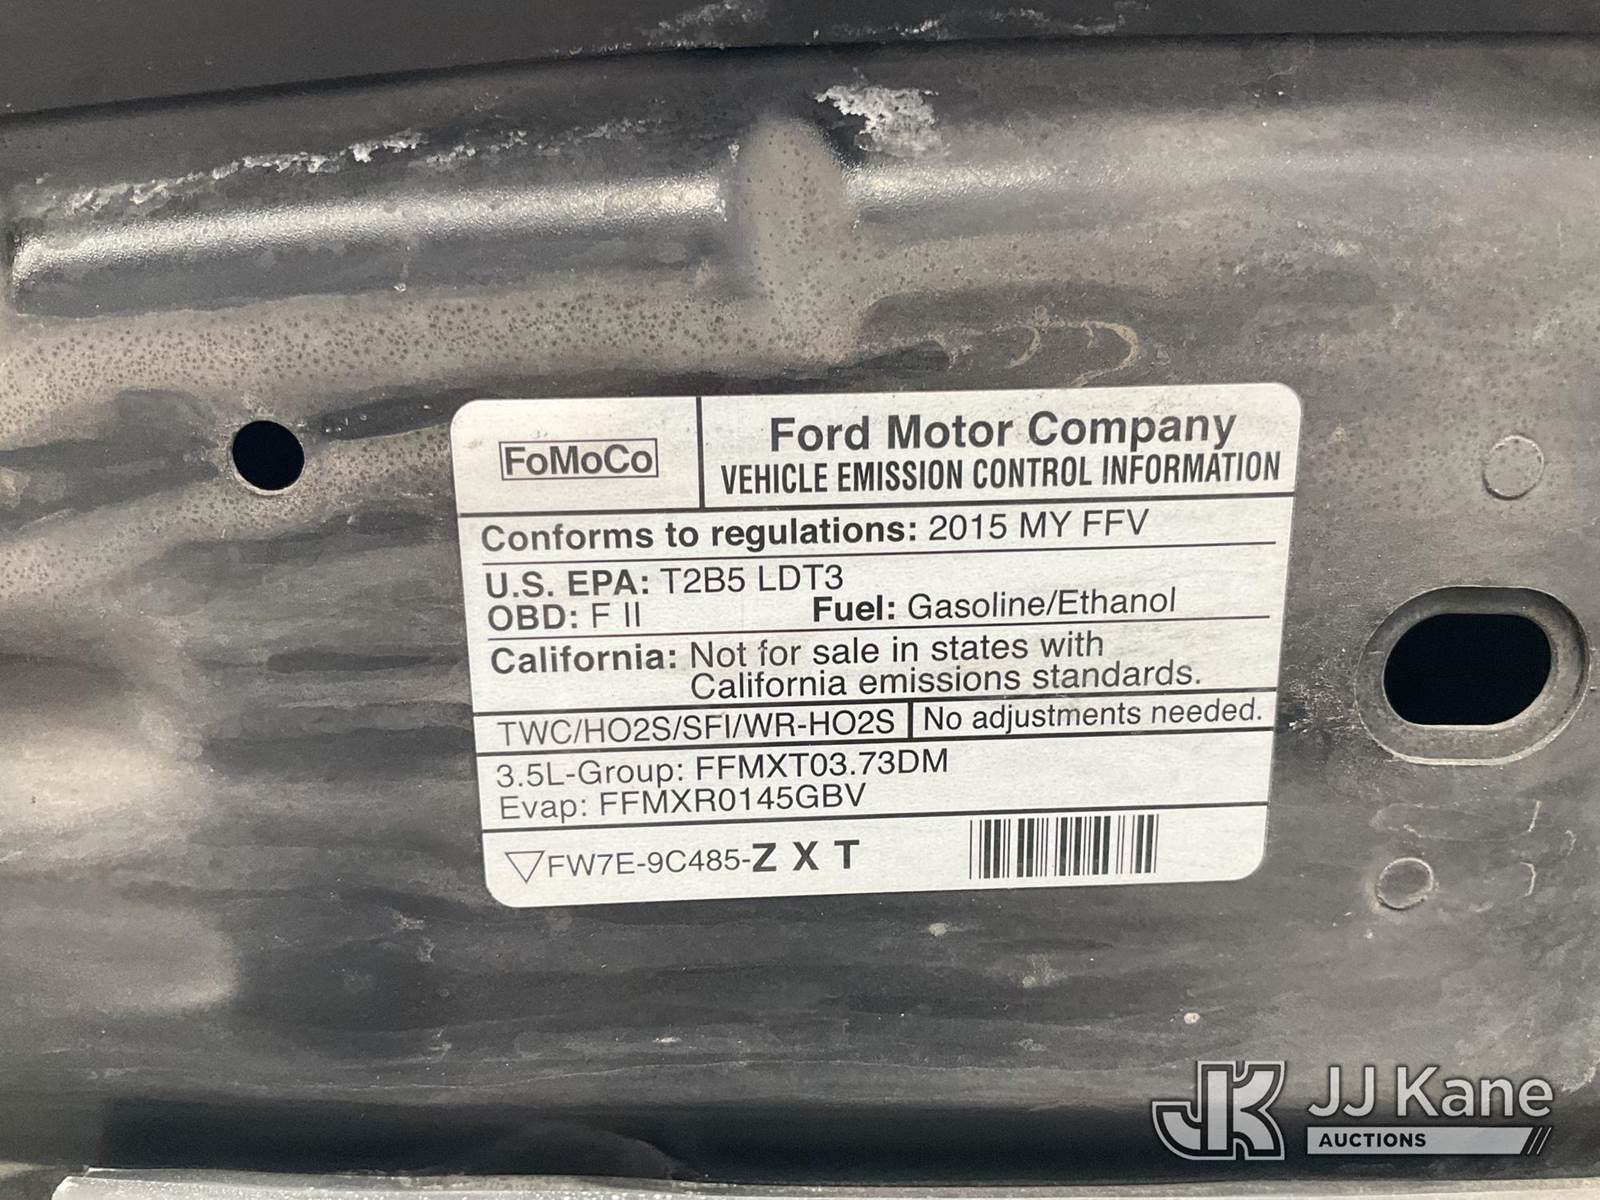 FoMoCo
Ford Motor Company
VEHICLE EMISSION CONTROL INFORMATION
Conforms to regulations: 2015 MY FFV
U.S. EPA: T2B5 LDT3
OBD: F II Fuel: Gasoline/Ethanol
California: Not for sale in states with
California emissions standards.
TWC/HO2S/SFI/WR-HO2S No adjustments needed.
3.5L-Group: FFMXT03.73DM
Evap: FFMXR0145GBV
FW7E-9C485-Z X T
JK JJ Kane
AUCTIONS